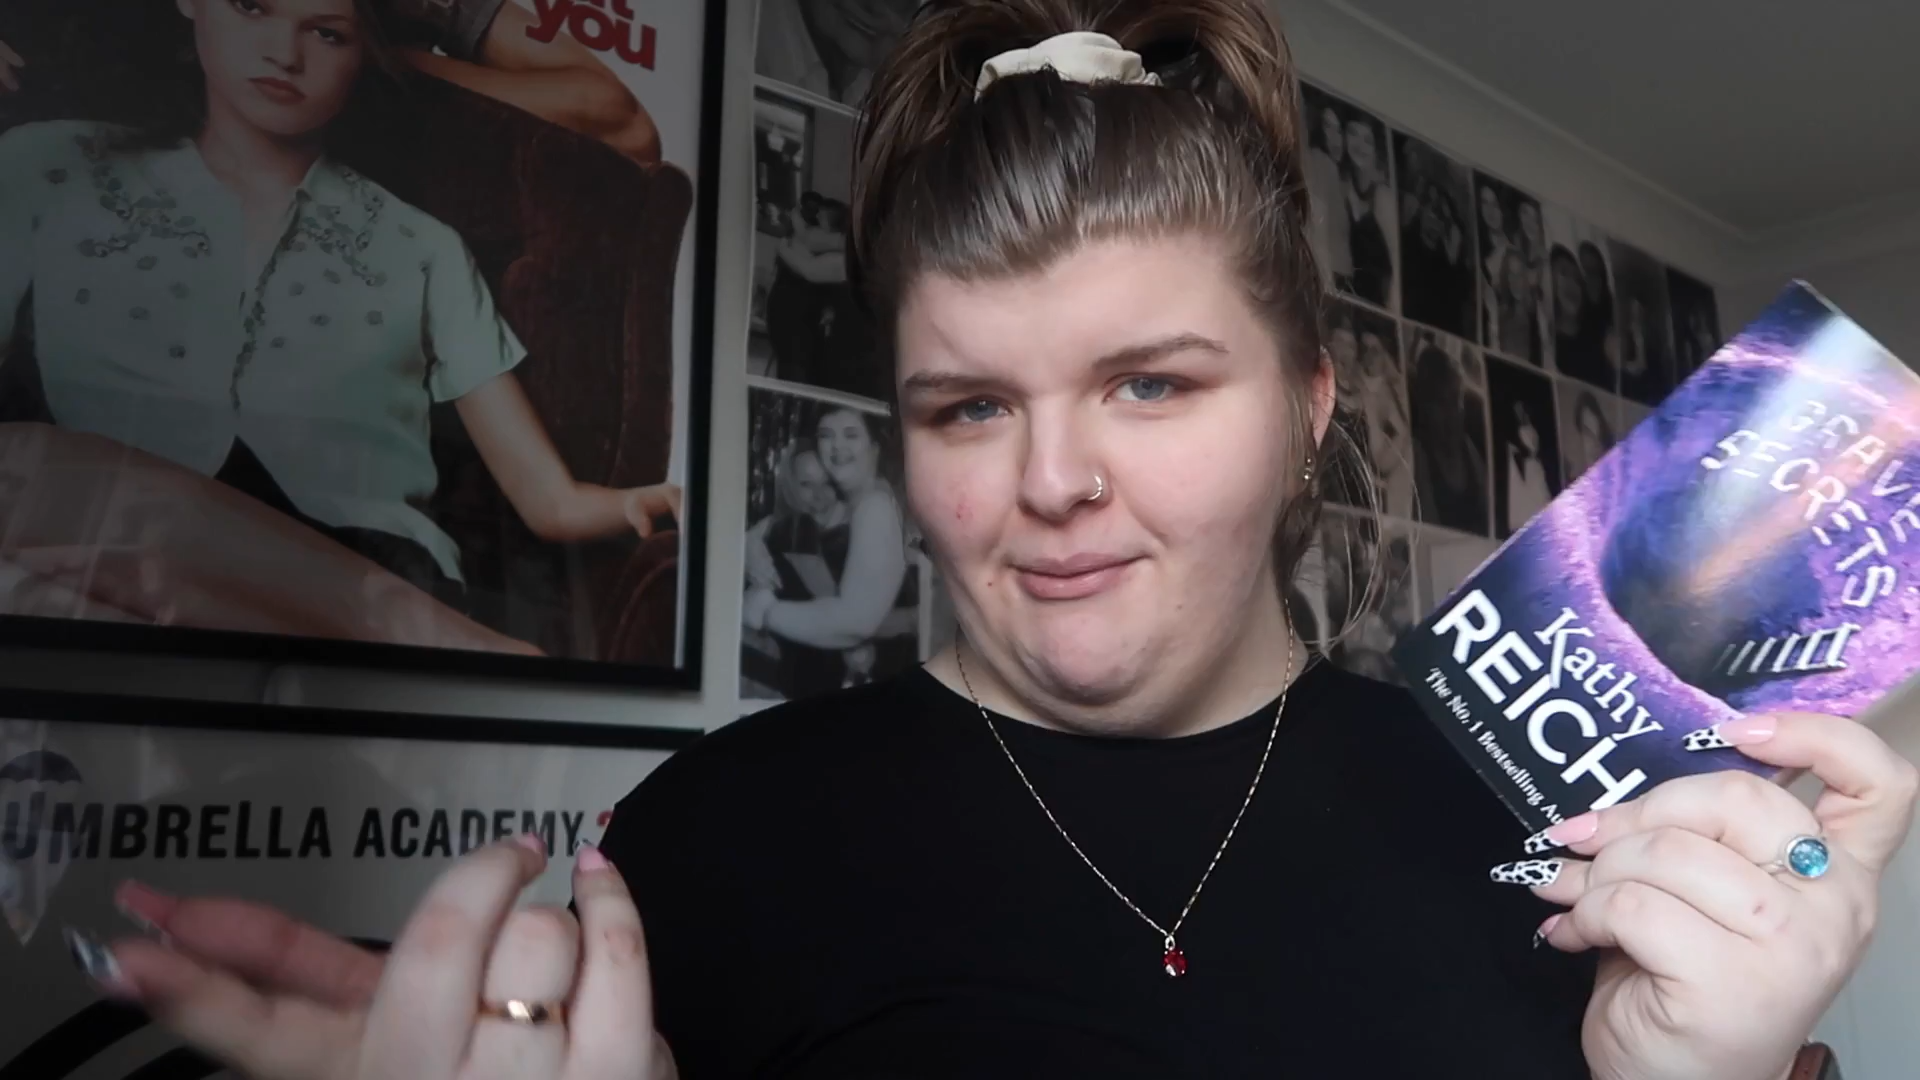 you
UMBRELLA ACADEMY
GRAVE
SECRETS
Kathy
REICH
The No. 1 Bestselling Au